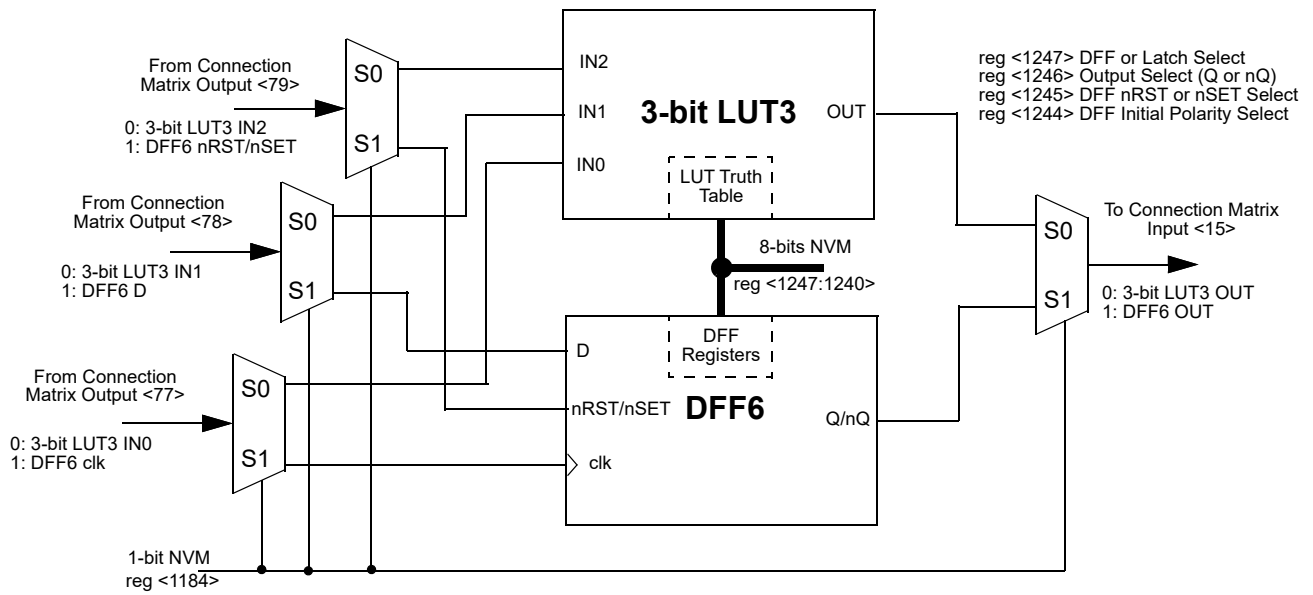 From Connection
Matrix Output <79>
0: 3-bit LUT3 IN2
1: DFF6 nRST/nSET
S0
S1
From Connection
Matrix Output <78>
0: 3-bit LUT3 IN1
1: DFF6 D
S0
S1
From Connection
Matrix Output <77>
0: 3-bit LUT3 IN0
1: DFF6 clk
S0
S1
1-bit NVM
reg <1184>
IN2
IN1
IN0
3-bit LUT3
OUT
LUT Truth
Table
8-bits NVM
reg <1247:1240>
DFF
Registers
D
nRST/nSET
DFF6
clk
Q/nQ
reg <1247> DFF or Latch Select
reg <1246> Output Select (Q or nQ)
reg <1245> DFF nRST or nSET Select
reg <1244> DFF Initial Polarity Select
S0
S1
To Connection Matrix
Input <15>
0: 3-bit LUT3 OUT
1: DFF6 OUT